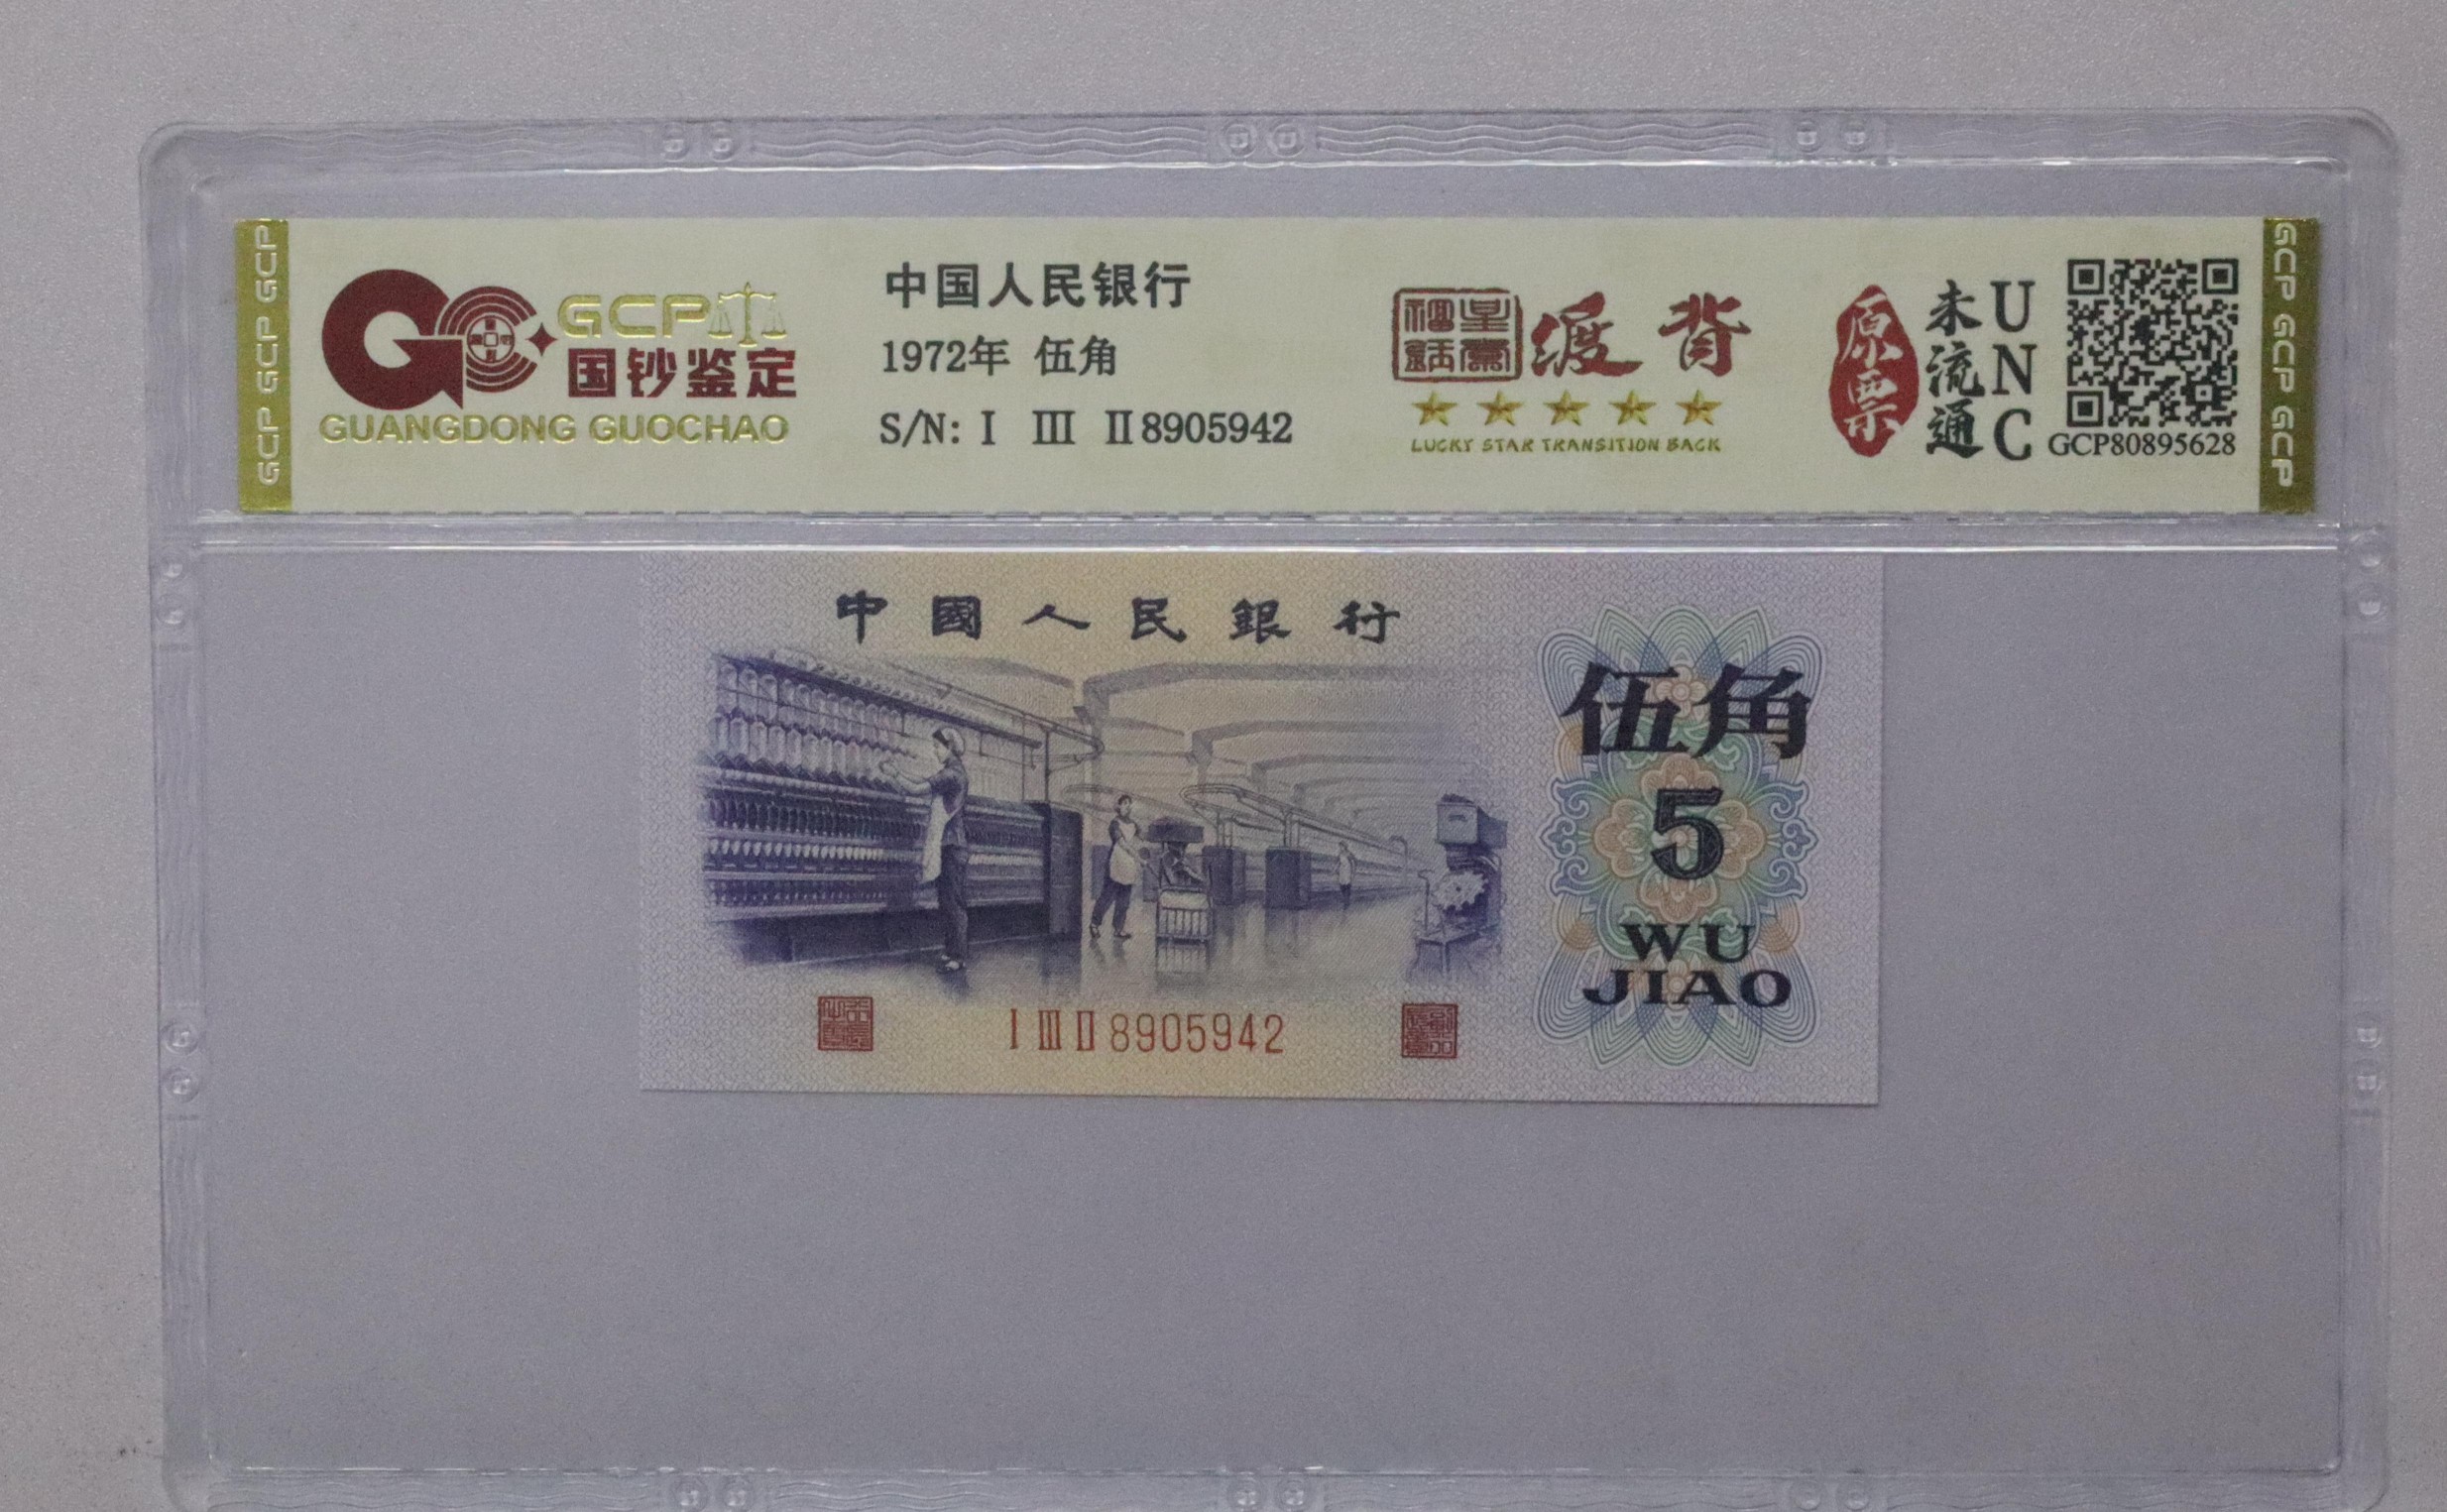 GCP GCP GCP
GCP
国钞鉴定
GUANGDONG GUOCHAO
中国人民银行
1972年 伍角
S/N: I III II 8905942
渡背
LUCKY STAR TRANSITION BACK
原票
未流通
UNC
GCP80895628
GCP GCP GCP
中國人民銀行
伍角
5
WU
JIAO
I III II 8905942